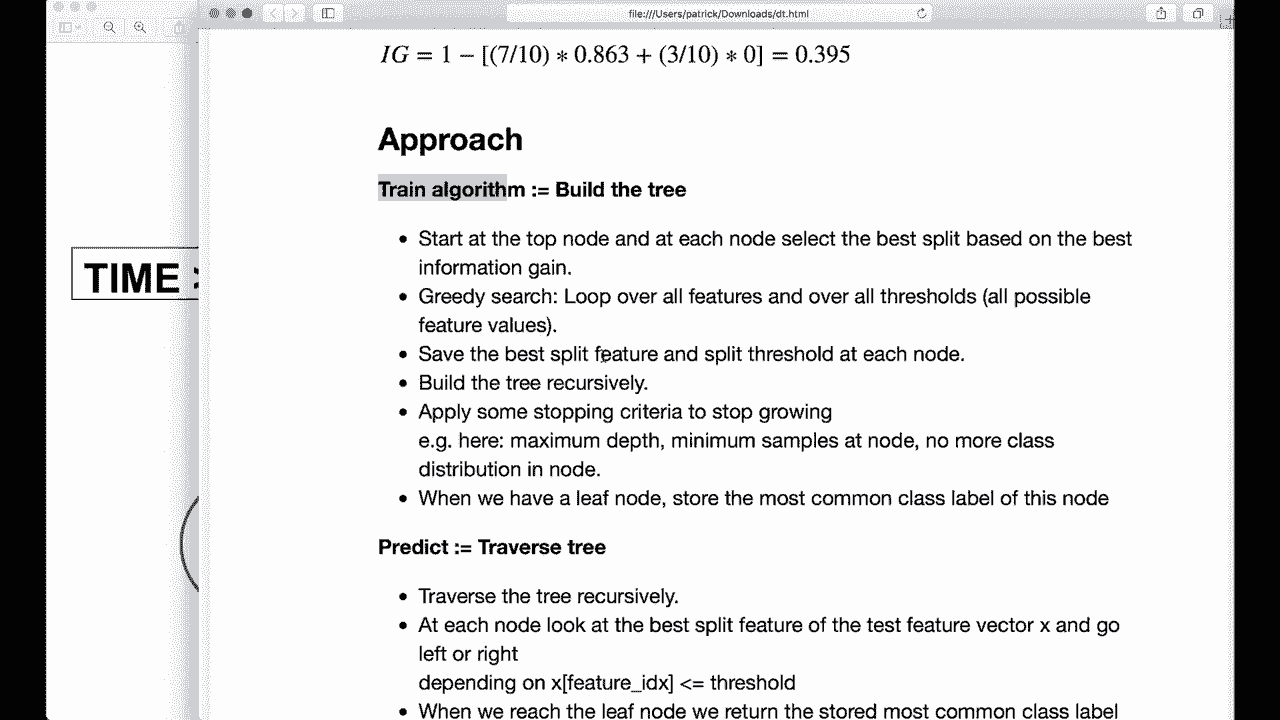 file:///Users/patrick/Downloads/dt.html
IG = 1 − [(7/10) ∗ 0.863 + (3/10) ∗ 0] = 0.395
Approach
Train algorithm := Build the tree
• Start at the top node and at each node select the best split based on the best
information gain.
• Greedy search: Loop over all features and over all thresholds (all possible
feature values).
• Save the best split feature and split threshold at each node.
• Build the tree recursively.
• Apply some stopping criteria to stop growing
e.g. here: maximum depth, minimum samples at node, no more class
distribution in node.
• When we have a leaf node, store the most common class label of this node
TIME
Predict := Traverse tree
• Traverse the tree recursively.
• At each node look at the best split feature of the test feature vector x and go
left or right
depending on x[feature_idx] <= threshold
• When we reach the leaf node we return the stored most common class label